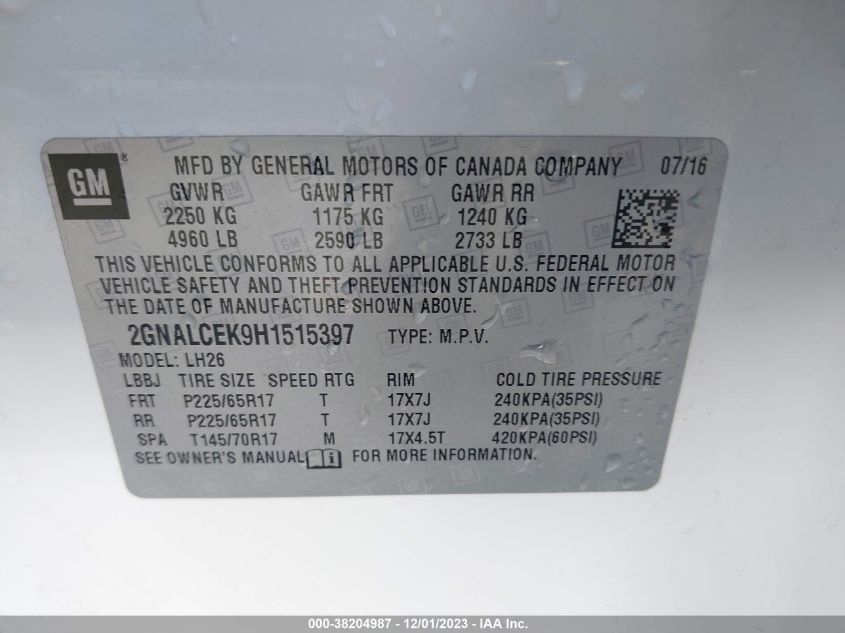 GM ® MFD BY GENERAL MOTORS OF CANADA COMPANY 07/16
GVWR GAWR FRT GAWR RR
2250 KG 1175 KG 1240 KG
4960 LB 2590 LB 2733 LB
THIS VEHICLE CONFORMS TO ALL APPLICABLE U.S. FEDERAL MOTOR
VEHICLE SAFETY AND THEFT PREVENTION STANDARDS IN EFFECT ON
THE DATE OF MANUFACTURE SHOWN ABOVE.
2GNALCEK9H1515397 TYPE: M.P.V.
MODEL: LH26
LBBJ TIRE SIZE SPEED RTG RIM COLD TIRE PRESSURE
FRT P225/65R17 T 17X7J 240KPA(35PSI)
RR P225/65R17 T 17X7J 240KPA(35PSI)
SPA T145/70R17 M 17X4.5T 420KPA(60PSI)
SEE OWNER'S MANUAL FOR MORE INFORMATION.
000-38204987 - 12/01/2023 - IAA Inc.